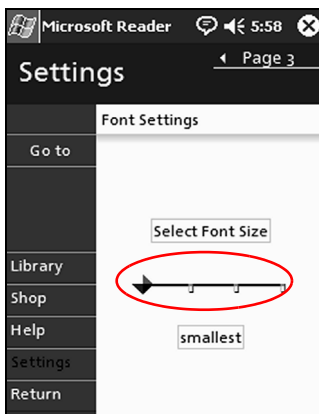 Microsoft Reader 5:58
Settings
Page 3
Font Settings
Go to
Select Font Size
Library
Shop
smallest
Help
Settings
Return